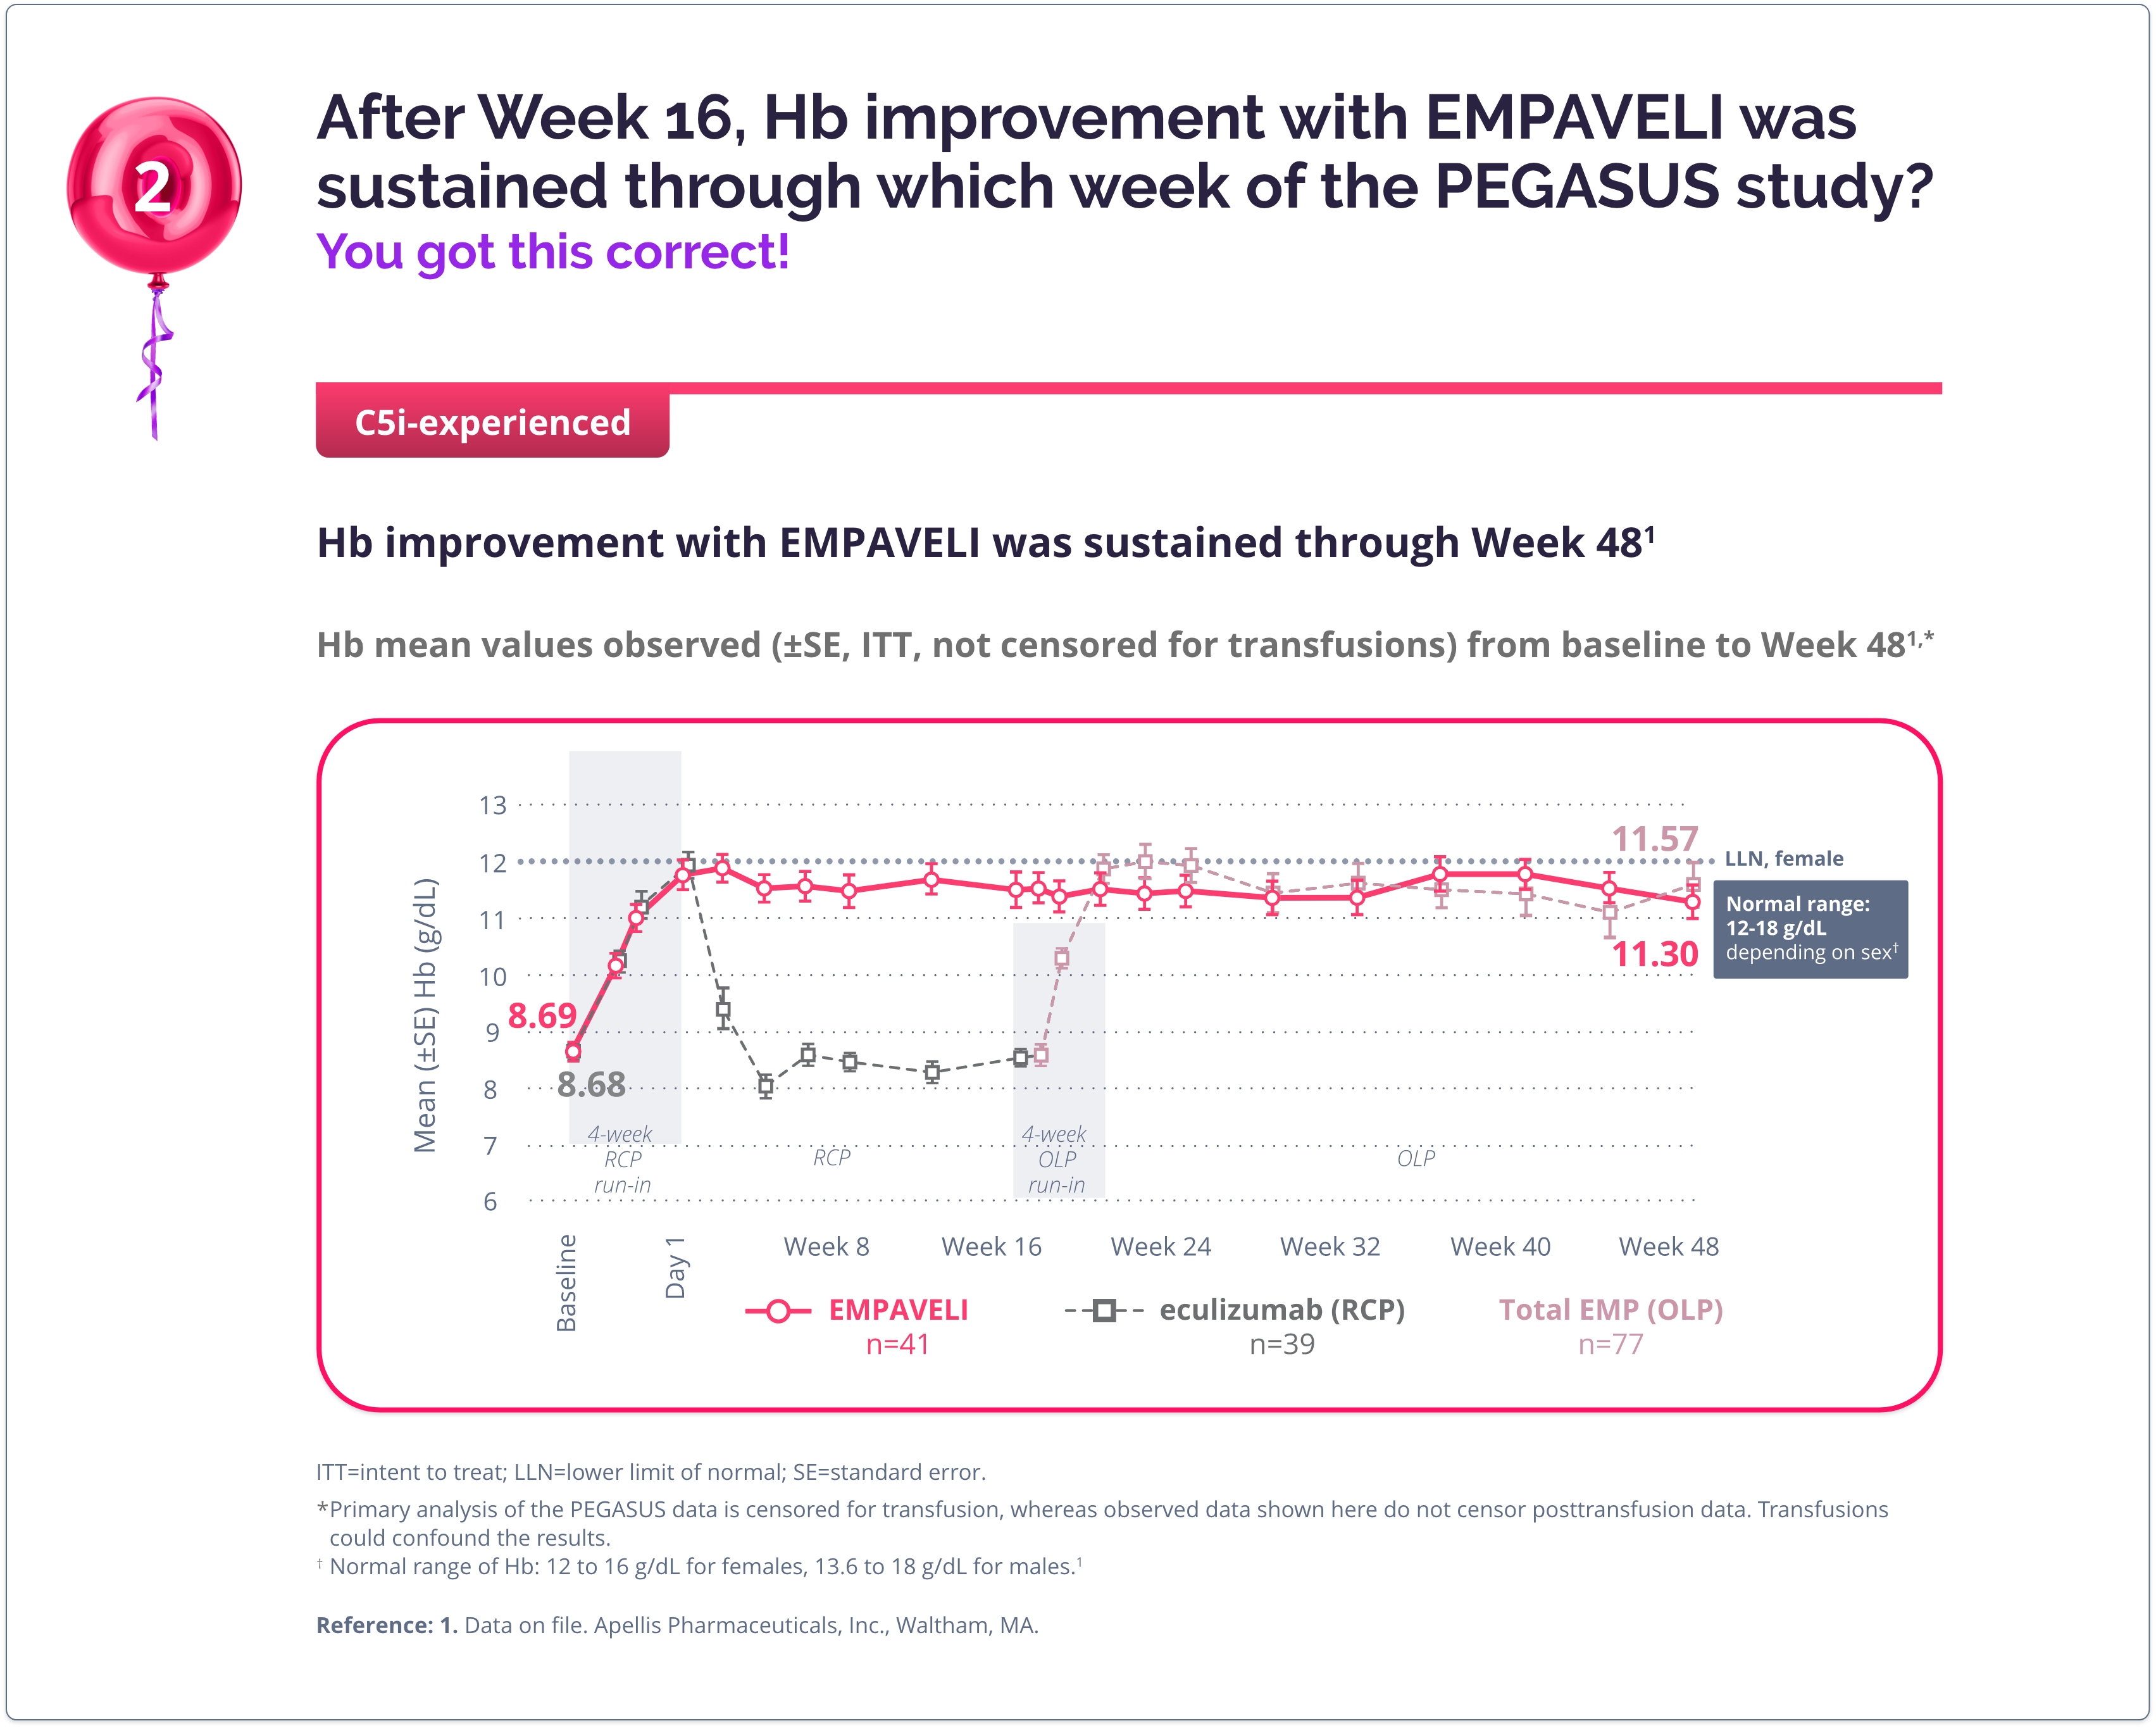 2
After Week 16, Hb improvement with EMPAVELI was
sustained through which week of the PEGASUS study?
You got this correct!
C5i-experienced
Hb improvement with EMPAVELI was sustained through Week 48¹
Hb mean values observed (±SE, ITT, not censored for transfusions) from baseline to Week 48¹,*
Mean (±SE) Hb (g/dL)
13
12
11
10
9
8
7
6
8.69
8.68
11.57
11.30
LLN, female
Normal range:
12-18 g/dL
depending on sex†
4-week
RCP
run-in
RCP
4-week
OLP
run-in
OLP
Baseline
Day 1
Week 8
Week 16
Week 24
Week 32
Week 40
Week 48
EMPAVELI
n=41
eculizumab (RCP)
n=39
Total EMP (OLP)
n=77
ITT=intent to treat; LLN=lower limit of normal; SE=standard error.
*Primary analysis of the PEGASUS data is censored for transfusion, whereas observed data shown here do not censor posttransfusion data. Transfusions
could confound the results.
† Normal range of Hb: 12 to 16 g/dL for females, 13.6 to 18 g/dL for males.¹
Reference: 1. Data on file. Apellis Pharmaceuticals, Inc., Waltham, MA.